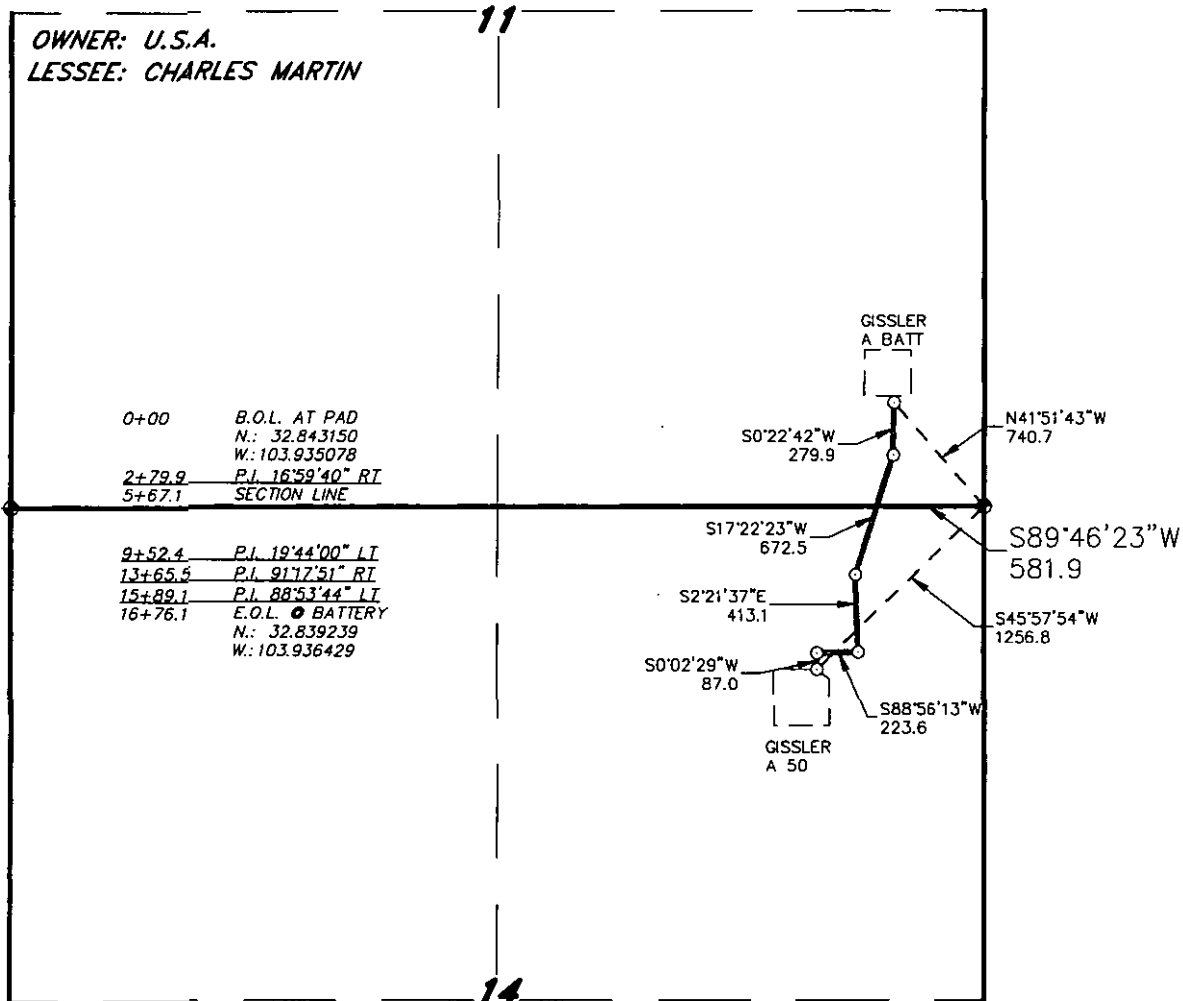 11
OWNER: U.S.A.
LESSEE: CHARLES MARTIN
GISSLER
A BATT
0+00 B.O.L. AT PAD
N.: 32.843150
W.: 103.935078
2+79.9 P.I. 16°59'40" RT
5+67.1 SECTION LINE
9+52.4 P.I. 19°44'00" LT
13+65.5 P.I. 91°17'51" RT
15+89.1 P.I. 88°53'44" LT
16+76.1 E.O.L. @ BATTERY
N.: 32.839239
W.: 103.936429
S0°22'42"W
279.9
N41°51'43"W
740.7
S17°22'23"W
672.5
S89°46'23"W
581.9
S2°21'37"E
413.1
S45°57'54"W
1256.8
S0°02'29"W
87.0
S88°56'13"W
223.6
GISSLER
A 50
14